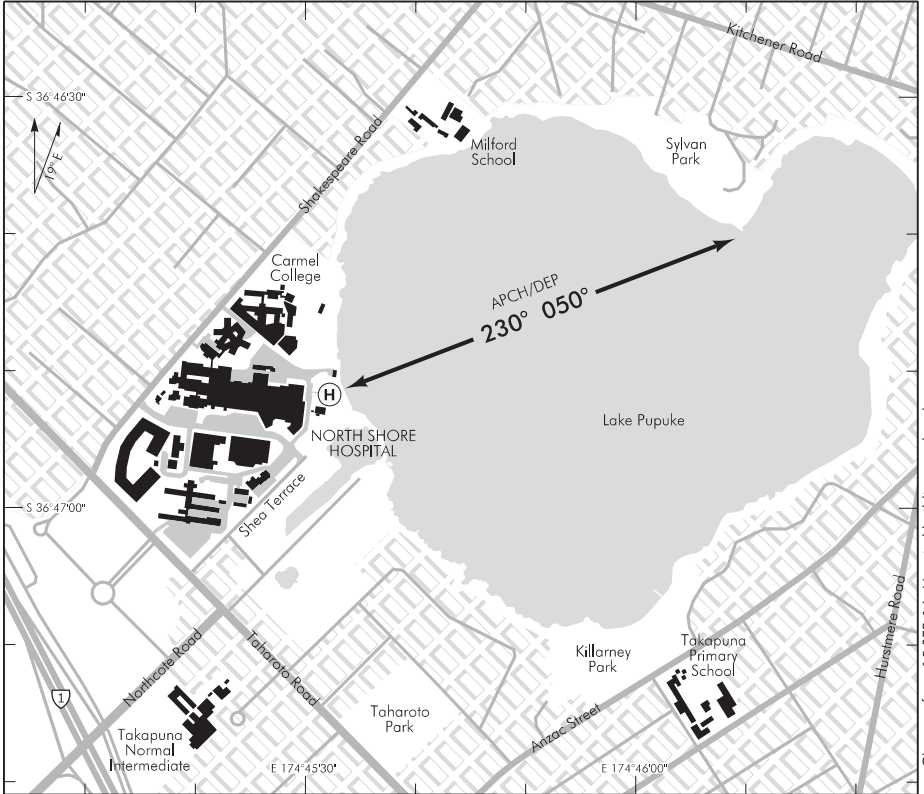 Kitchener Road
S 36°46'30"
19° E
Shakespeare Road
Milford
School
Sylvan
Park
Carmel
College
APCH/DEP
230° 050°
H
Lake Pupuke
NORTH SHORE
HOSPITAL
Shea Terrace
S 36°47'00"
Northcote Road
Taharoto Road
Hurstmere Road
Killarney
Park
Takapuna
Primary
School
1
Taharoto
Park
Anzac Street
Takapuna
Normal
Intermediate
E 174°45'30"
E 174°46'00"